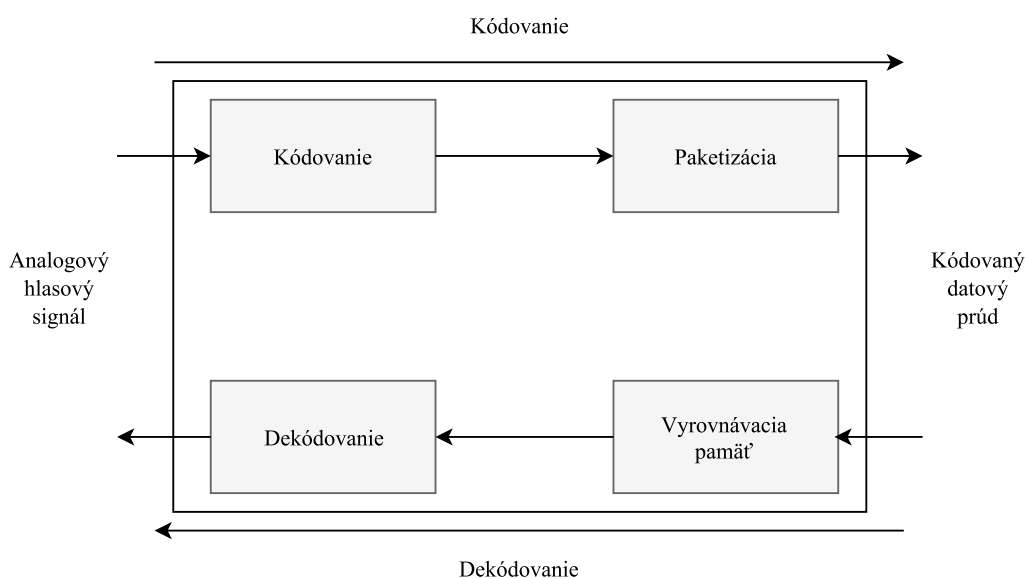 Kódovanie
Kódovanie
Paketizácia
Analogový
hlasový
signál
Kódovaný
datový
prúd
Dekódovanie
Vyrovnávacia
pamäť
Dekódovanie